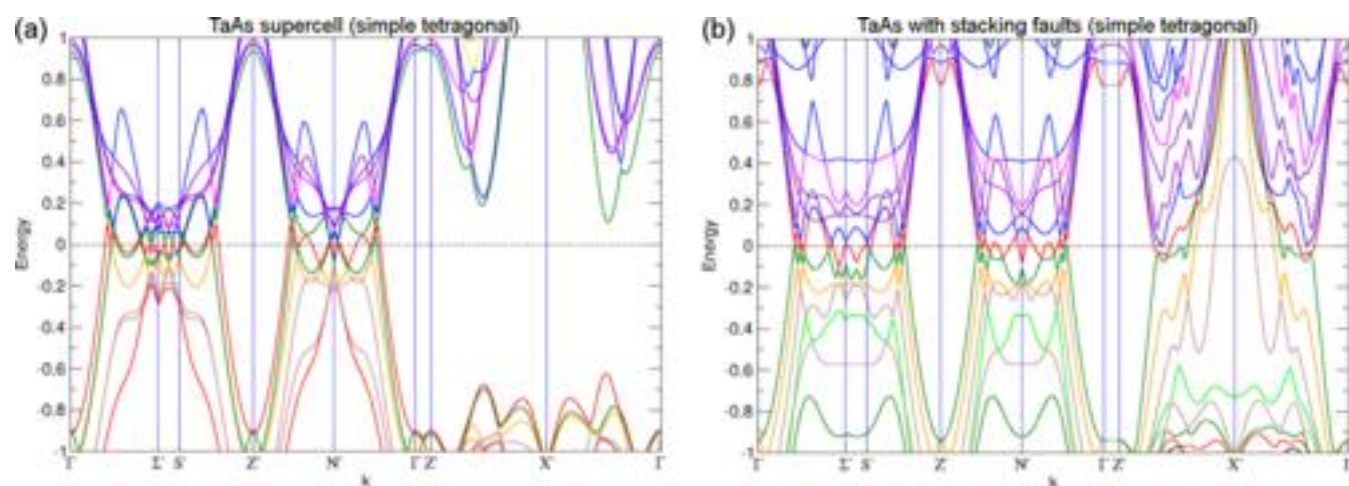 (a) TaAs supercell (simple tetragonal)
1
0.8
0.6
0.4
0.2
0
-0.2
-0.4
-0.6
-0.8
-1
Energy
Γ Σ' S' Z' N' Γ' Z' X' Γ
k
(b) TaAs with stacking faults (simple tetragonal)
1
0.8
0.6
0.4
0.2
0
-0.2
-0.4
-0.6
-0.8
-1
Energy
Γ Σ' S' Z' N' Γ' Z' X'
k